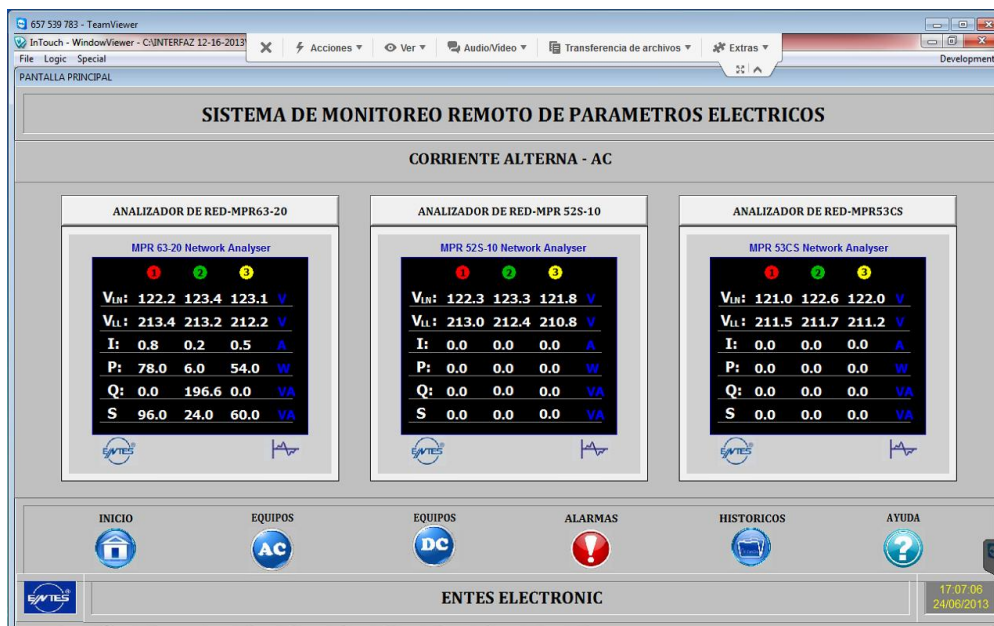 657 539 783 - TeamViewer
InTouch - WindowViewer - C:\INTERFAZ 12-16-2013\
Acciones Ver Audio/Video Transferencia de archivos Extras
File Logic Special Development
PANTALLA PRINCIPAL
SISTEMA DE MONITOREO REMOTO DE PARAMETROS ELECTRICOS
CORRIENTE ALTERNA - AC
ANALIZADOR DE RED-MPR63-20
MPR 63-20 Network Analyser
1 2 3
VLN: 122.2 123.4 123.1 V
VLL: 213.4 213.2 212.2 V
I: 0.8 0.2 0.5 A
P: 78.0 6.0 54.0 W
Q: 0.0 196.6 0.0 VA
S 96.0 24.0 60.0 VA
ENTES
ANALIZADOR DE RED-MPR 52S-10
MPR 52S-10 Network Analyser
1 2 3
VLN: 122.3 123.3 121.8 V
VLL: 213.0 212.4 210.8 V
I: 0.0 0.0 0.0 A
P: 0.0 0.0 0.0 W
Q: 0.0 0.0 0.0 VA
S 0.0 0.0 0.0 VA
ENTES
ANALIZADOR DE RED-MPR53CS
MPR 53CS Network Analyser
1 2 3
VLN: 121.0 122.6 122.0 V
VLL: 211.5 211.7 211.2 V
I: 0.0 0.0 0.0 A
P: 0.0 0.0 0.0 W
Q: 0.0 0.0 0.0 VA
S 0.0 0.0 0.0 VA
ENTES
INICIO EQUIPOS EQUIPOS ALARMAS HISTORICOS AYUDA
AC DC ! ?
ENTES ENTES ELECTRONIC
17:07:06
24/06/2013